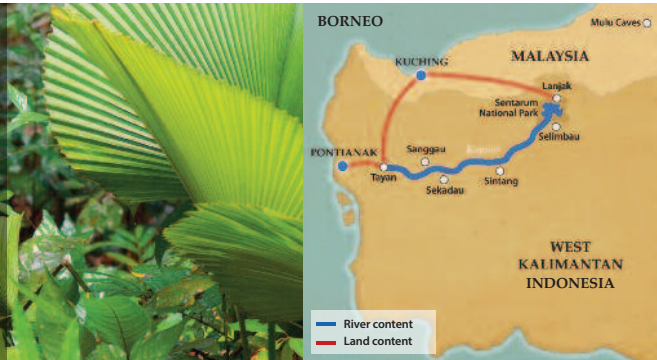 BORNEO
Mulu Caves
MALAYSIA
KUCHING
Lanjak
Sentarum
National Park
Selimbau
PONTIANAK
Sanggau
Tayan
Sekadau
Sintang
WEST
KALIMANTAN
INDONESIA
River content
Land content